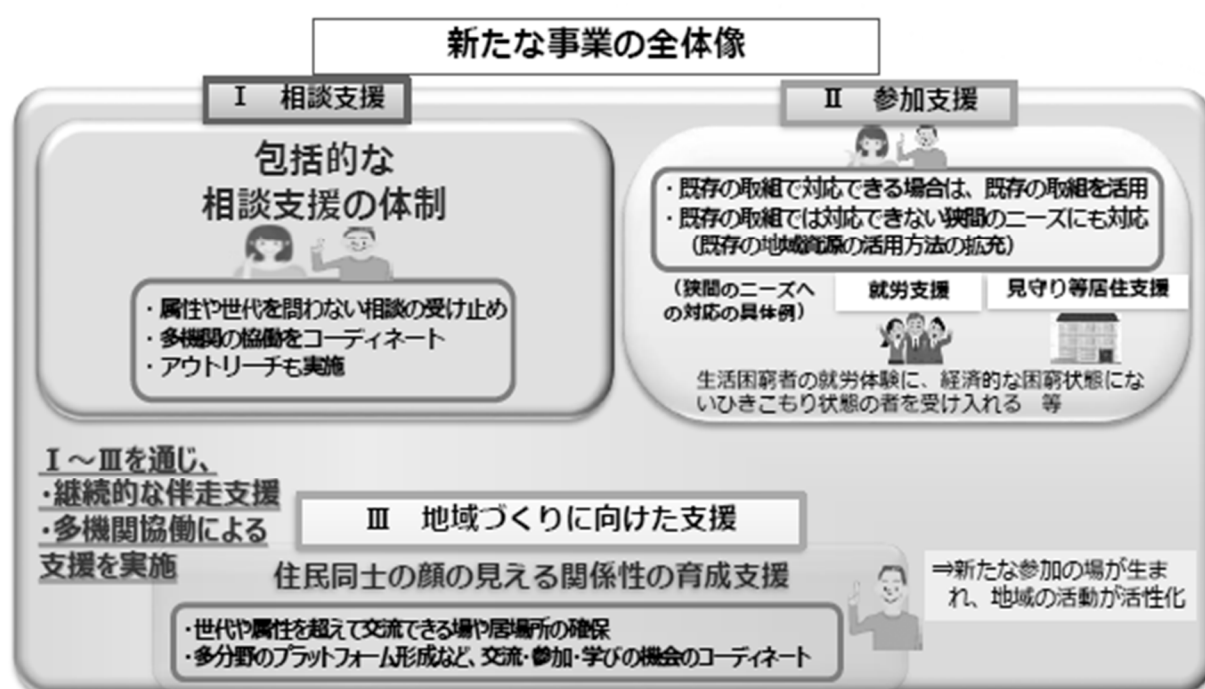 新たな事業の全体像
Ⅰ 相談支援
包括的な
相談支援の体制
・属性や世代を問わない相談の受け止め
・多機関の協働をコーディネート
・アウトリーチも実施
Ⅱ 参加支援
・既存の取組で対応できる場合は、既存の取組を活用
・既存の取組では対応できない狭間のニーズにも対応
（既存の地域資源の活用方法の拡充）
（狭間のニーズへ
の対応の具体例）
就労支援
見守り等居住支援
生活困窮者の就労体験に、経済的な困窮状態にな
いひきこもり状態の者を受け入れる 等
Ⅰ～Ⅲを通じ、
・継続的な伴走支援
・多機関協働による
支援を実施
Ⅲ 地域づくりに向けた支援
住民同士の顔の見える関係性の育成支援
・世代や属性を超えて交流できる場や居場所の確保
・多分野のプラットフォーム形成など、交流・参加・学びの機会のコーディネート
⇒新たな参加の場が生ま
れ、地域の活動が活性化